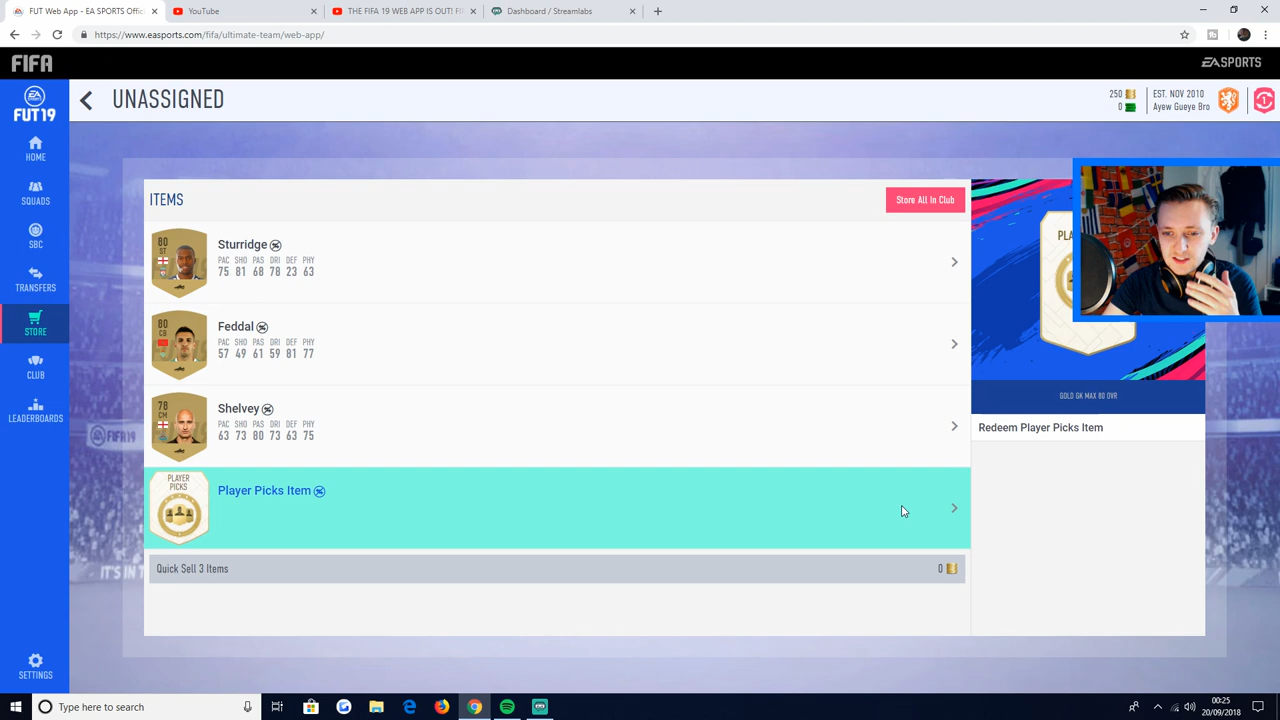 FUT Web App - EA SPORTS Offici
YouTube
THE FIFA 19 WEB APP IS OUT! FI
Dashboard / Streamlabs
https://www.easports.com/fifa/ultimate-team/web-app/
FIFA
EA SPORTS
FUT19
UNASSIGNED
250
0
EST. NOV 2010
Ayew Gueye Bro
HOME
SQUADS
SBC
TRANSFERS
STORE
CLUB
LEADERBOARDS
SETTINGS
ITEMS
Store All In Club
80
ST
Sturridge
PAC SHO PAS DRI DEF PHY
75 81 68 78 23 63
80
CB
Feddal
PAC SHO PAS DRI DEF PHY
57 49 61 59 81 77
78
CM
Shelvey
PAC SHO PAS DRI DEF PHY
63 73 80 73 63 75
PLAYER
PICKS
Player Picks Item
Quick Sell 3 Items
0
GOLD GK MAX 80 OVR
Redeem Player Picks Item
FIFA19
IT'S IN T
Type here to search
00:25
20/09/2018